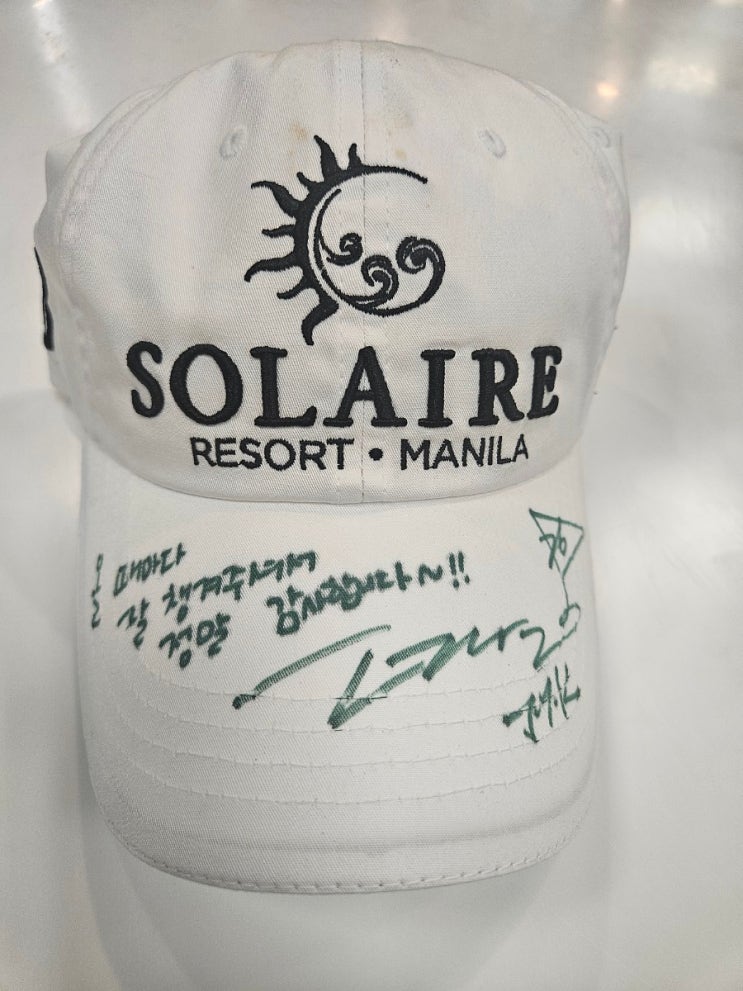 SOLAIRE
RESORT • MANILA
올 때마다
잘 챙겨주셔서
정말 감사합니다~!!